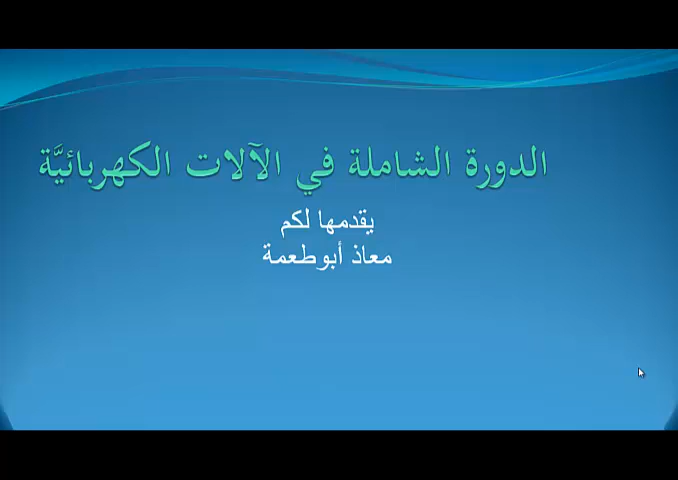 الدورة الشاملة في الآلات الكهربائيَّة
يقدمها لكم
معاذ أبوطعمة